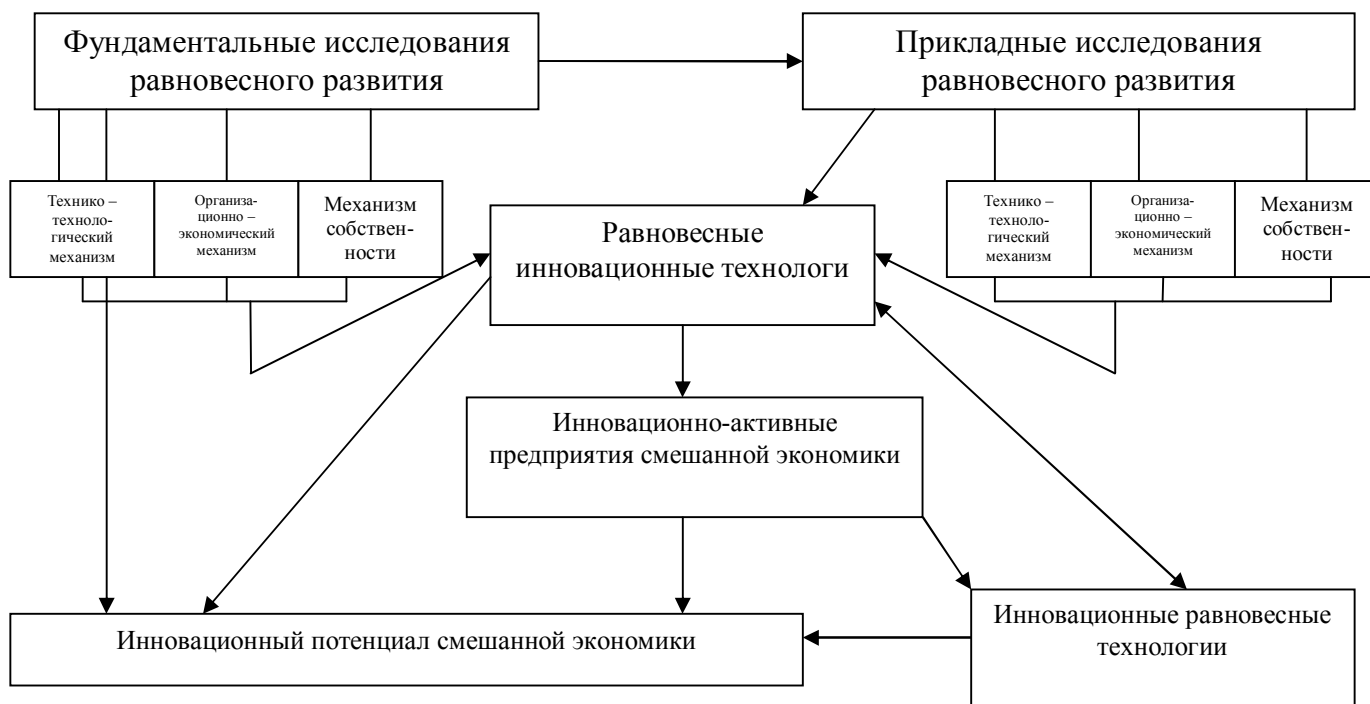 Фундаментальные исследования
равновесного развития
Прикладные исследования
равновесного развития
Технико –
техноло-
гический
механизм
Организа-
ционно –
экономический
механизм
Механизм
собствен-
ности
Равновесные
инновационные технологи
Технико –
техноло-
гический
механизм
Организа-
ционно –
экономический
механизм
Механизм
собствен-
ности
Инновационно-активные
предприятия смешанной экономики
Инновационный потенциал смешанной экономики
Инновационные равновесные
технологии